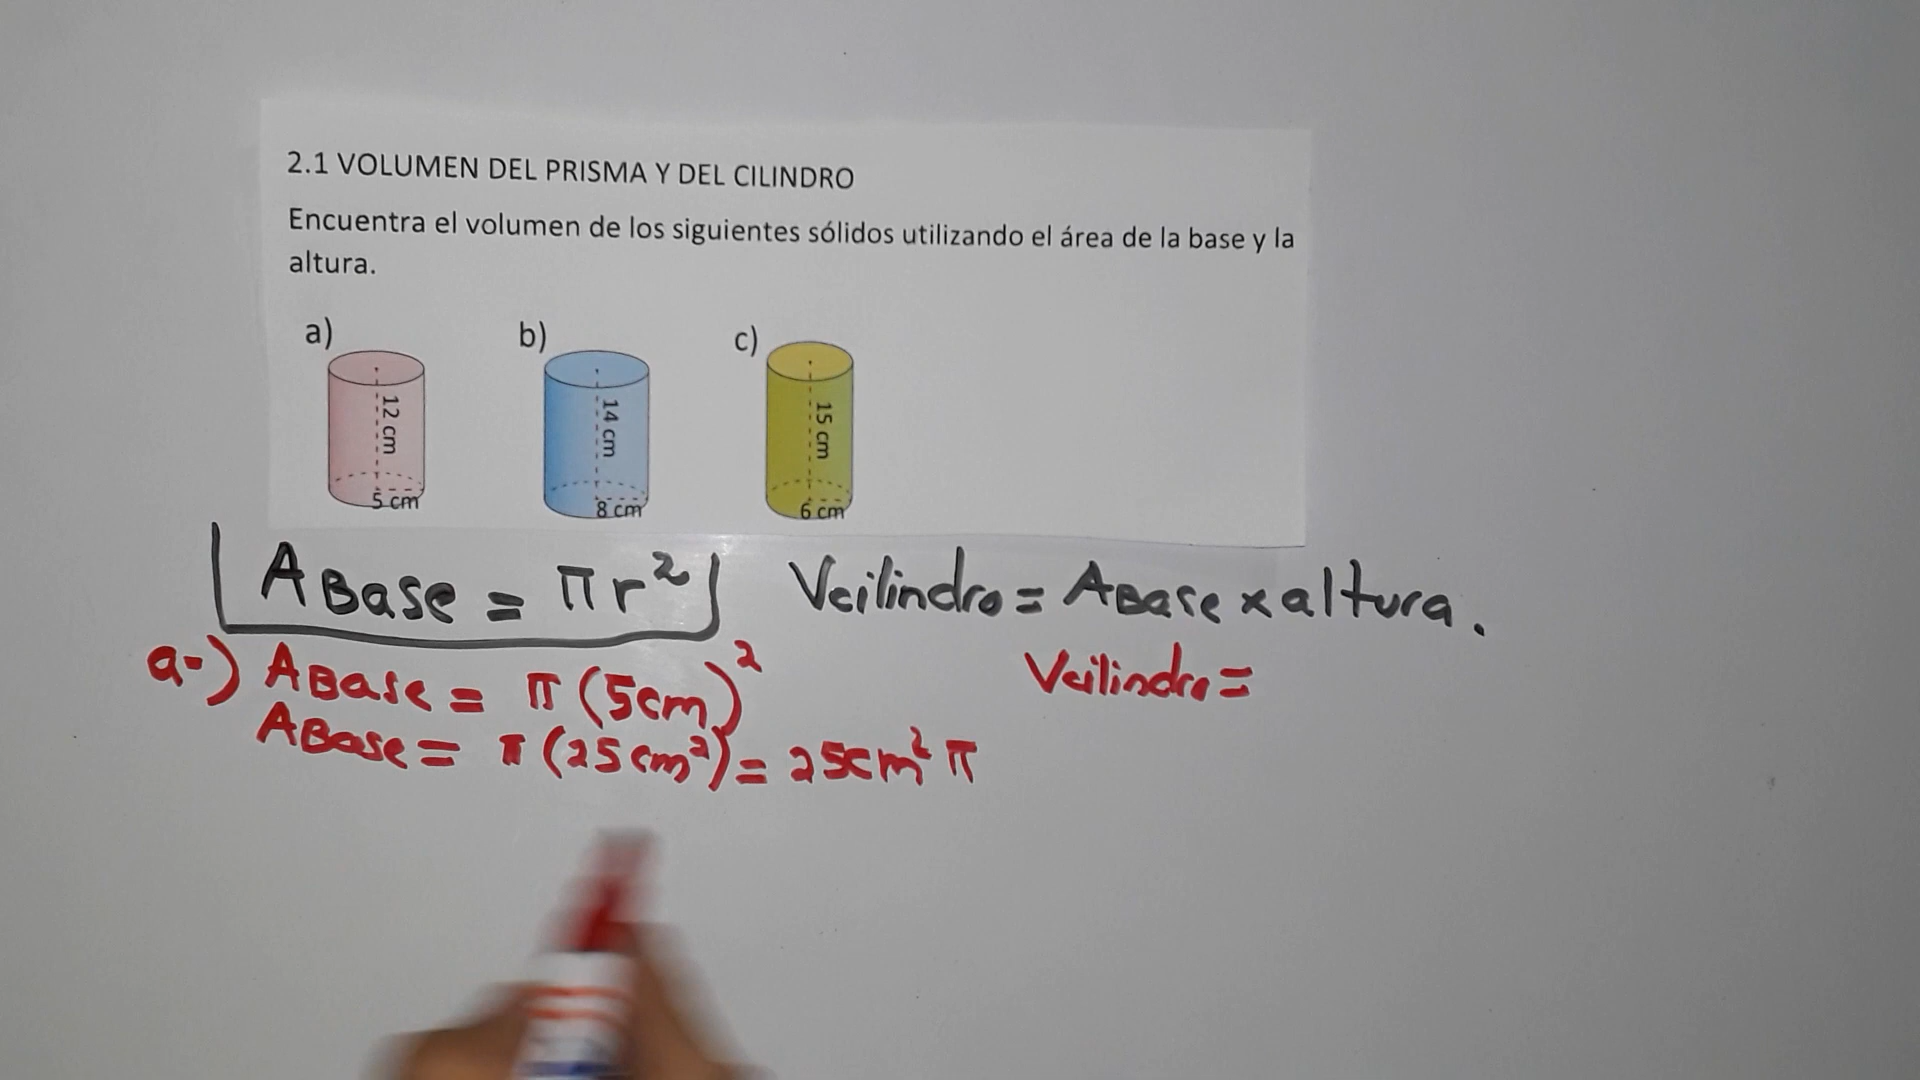 2.1 VOLUMEN DEL PRISMA Y DEL CILINDRO
Encuentra el volumen de los siguientes sólidos utilizando el área de la base y la
altura.
a) b) c)
12 cm 14 cm 15 cm
5 cm 8 cm 6 cm
ABase = πr² Vcilindro = ABase x altura.
a-) ABase = π (5cm)² Vcilindro =
ABase = π (25cm²) = 25cm² π